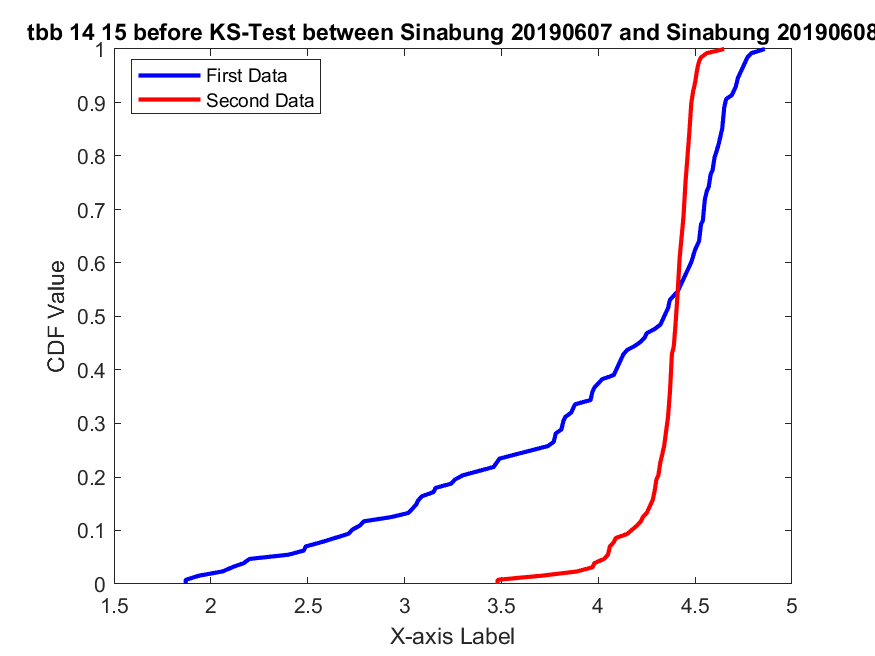 tbb 14 15 before KS-Test between Sinabung 20190607 and Sinabung 20190608
First Data
Second Data
CDF Value
1
0.9
0.8
0.7
0.6
0.5
0.4
0.3
0.2
0.1
0
1.5 2 2.5 3 3.5 4 4.5 5
X-axis Label